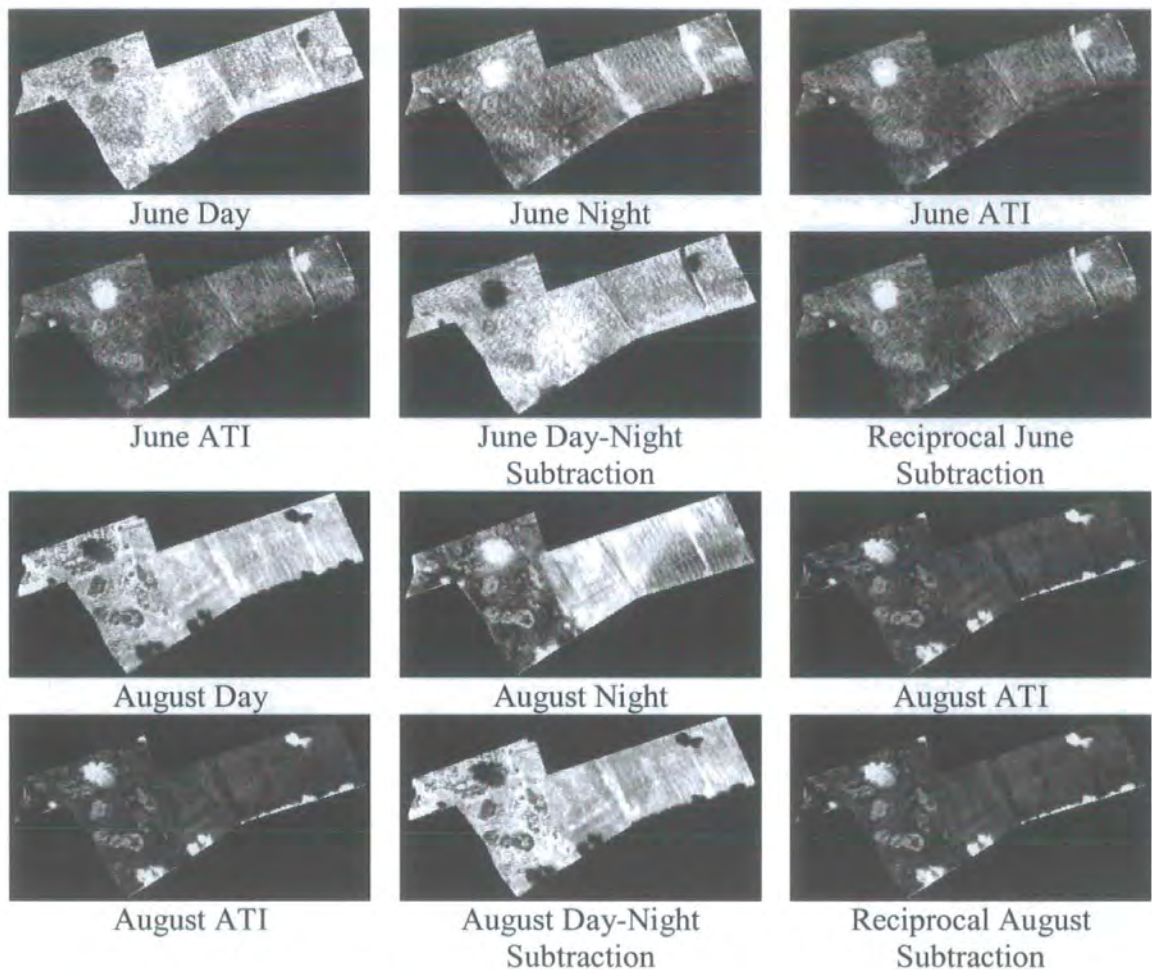 June Day
June Night
June ATI
June ATI
June Day-Night
Subtraction
Reciprocal June
Subtraction
August Day
August Night
August ATI
August ATI
August Day-Night
Subtraction
Reciprocal August
Subtraction